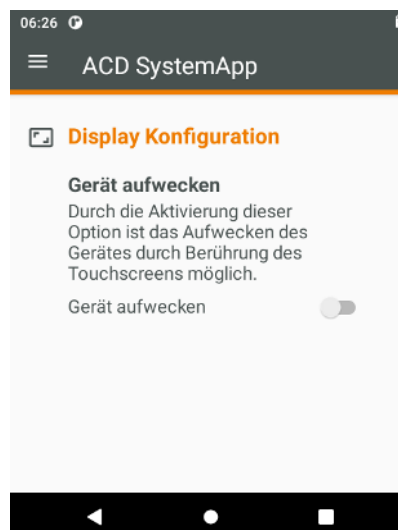 06:26
ACD SystemApp
Display Konfiguration
Gerät aufwecken
Durch die Aktivierung dieser
Option ist das Aufwecken des
Gerätes durch Berührung des
Touchscreens möglich.
Gerät aufwecken